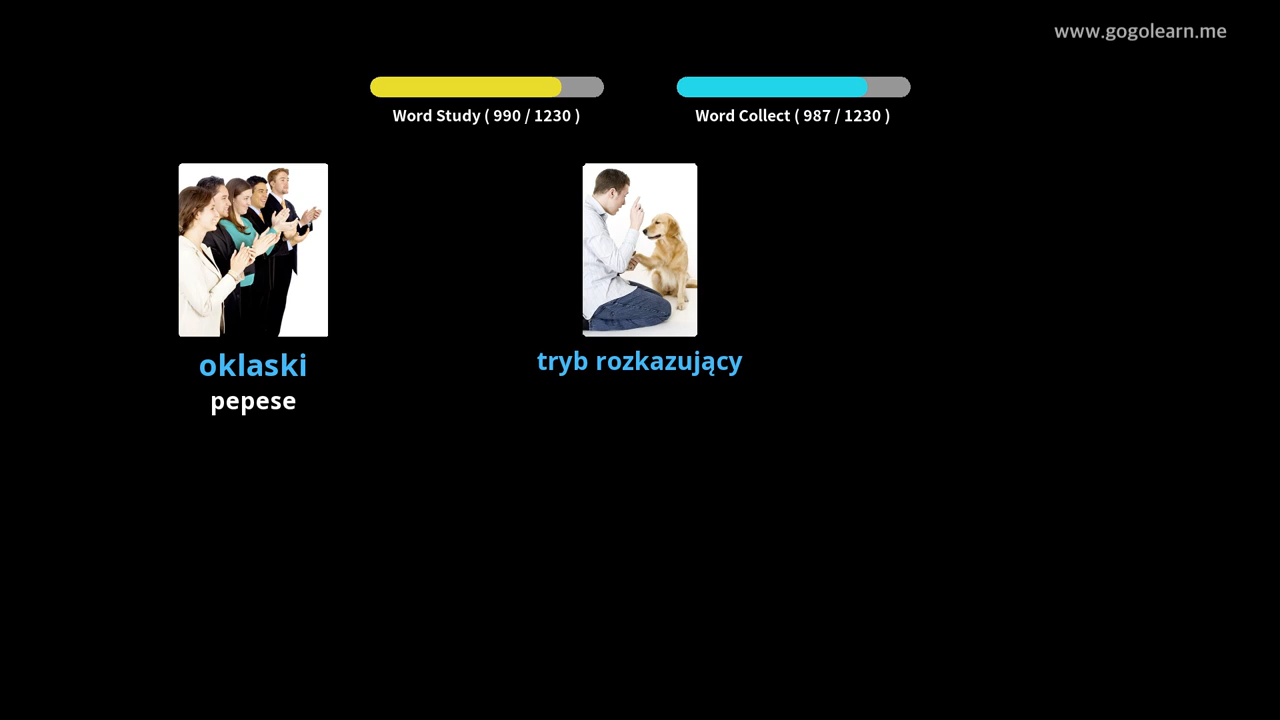 www.gogolearn.me
Word Study ( 990 / 1230 )
Word Collect ( 987 / 1230 )
oklaski
pepese
tryb rozkazujący